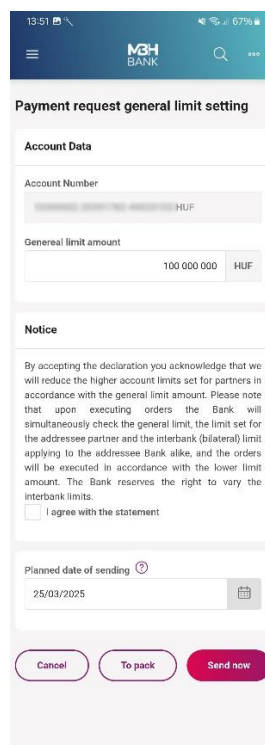 13:51 67%
MBH
BANK
Payment request general limit setting
Account Data
Account Number
HUF
Genereal limit amount
100 000 000 HUF
Notice
By accepting the declaration you acknowledge that we
will reduce the higher account limits set for partners in
accordance with the general limit amount. Please note
that upon executing orders the Bank will
simultaneously check the general limit, the limit set for
the addressee partner and the interbank (bilateral) limit
applying to the addressee Bank alike, and the orders
will be executed in accordance with the lower limit
amount. The Bank reserves the right to vary the
interbank limits.
I agree with the statement
Planned date of sending ?
25/03/2025
Cancel To pack Send now